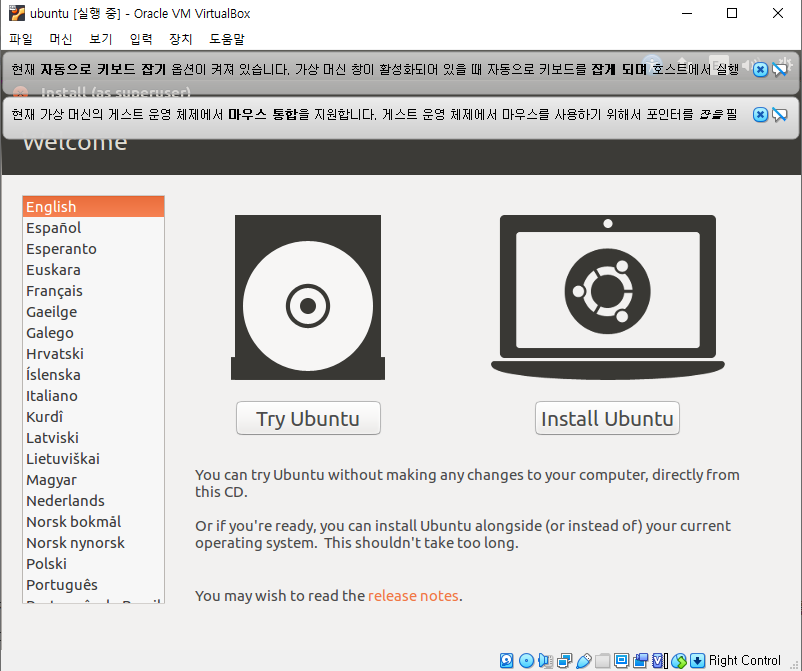 ubuntu [실행 중] - Oracle VM VirtualBox
파일 머신 보기 입력 장치 도움말
현재 자동으로 키보드 잡기 옵션이 켜져 있습니다. 가상 머신 창이 활성화되어 있을 때 자동으로 키보드를 잡게 되며 호스트에서 실행
Install (as superuser)
현재 가상 머신의 게스트 운영 체제에서 마우스 통합을 지원합니다. 게스트 운영 체제에서 마우스를 사용하기 위해서 포인터를 잡을 필
Welcome
English
Español
Esperanto
Euskara
Français
Gaeilge
Galego
Hrvatski
Íslenska
Italiano
Kurdî
Latviski
Lietuviškai
Magyar
Nederlands
Norsk bokmål
Norsk nynorsk
Polski
Português
Try Ubuntu
Install Ubuntu
You can try Ubuntu without making any changes to your computer, directly from
this CD.
Or if you're ready, you can install Ubuntu alongside (or instead of) your current
operating system. This shouldn't take too long.
You may wish to read the release notes.
Right Control